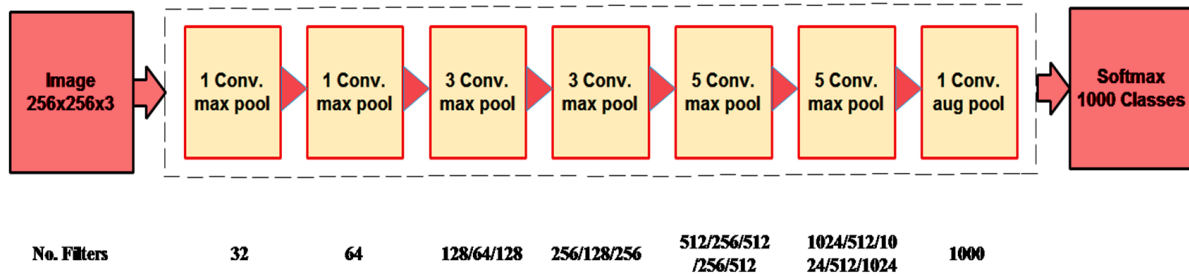 Image
256x256x3
1 Conv.
max pool
1 Conv.
max pool
3 Conv.
max pool
3 Conv.
max pool
5 Conv.
max pool
5 Conv.
max pool
1 Conv.
aug pool
Softmax
1000 Classes
No. Filters
32
64
128/64/128
256/128/256
512/256/512
/256/512
1024/512/10
24/512/1024
1000